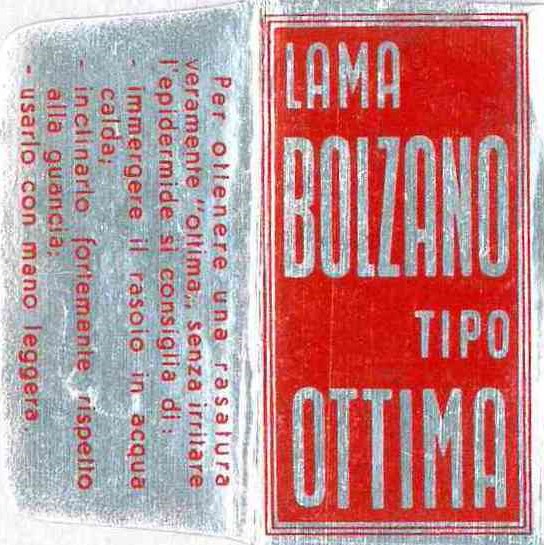 LAMA
BOLZANO
TIPO
OTTIMA
Per ottenere una rasatura
veramente "ottima„ senza irritare
l'epidermide si consiglia di:
- immergere il rasoio in acqua
calda;
- inclinarlo fortemente rispetto
alla guancia;
- usarlo con mano leggera.